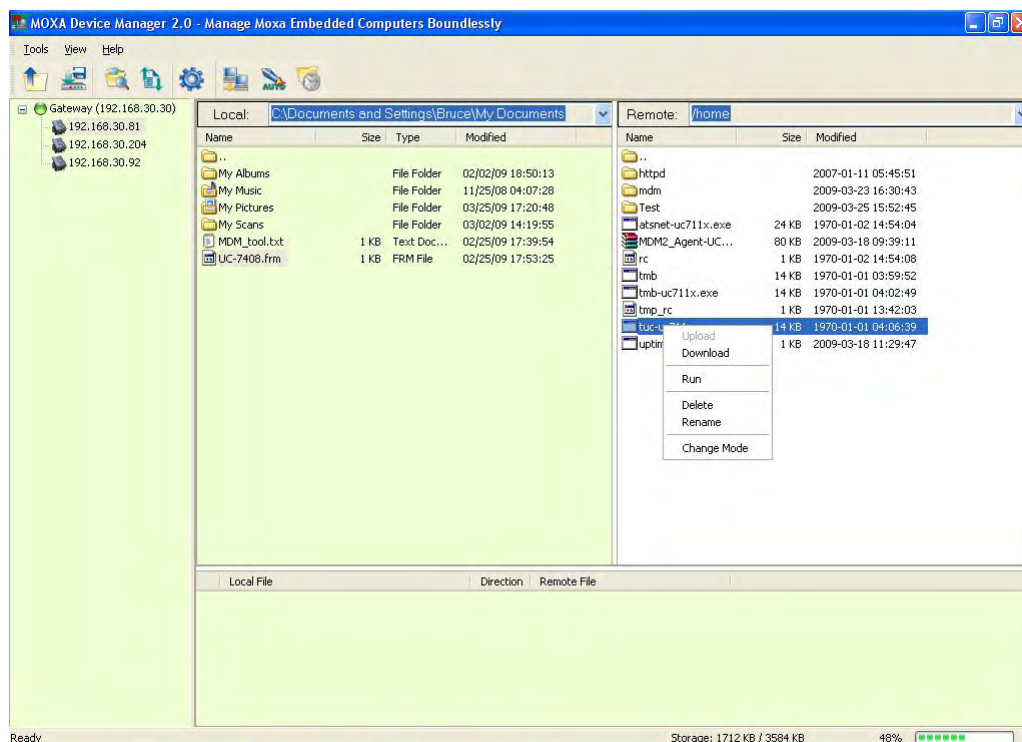 MOXA Device Manager 2.0 - Manage Moxa Embedded Computers Boundlessly
Tools View Help
AUTO
Gateway (192.168.30.30)
192.168.30.81
192.168.30.204
192.168.30.92
Local: C:\Documents and Settings\Bruce\My Documents
Name Size Type Modified
..
My Albums File Folder 02/02/09 18:50:13
My Music File Folder 11/25/08 04:07:28
My Pictures File Folder 03/25/09 17:20:48
My Scans File Folder 03/02/09 14:19:55
MDM_tool.txt 1 KB Text Doc... 02/25/09 17:39:54
UC-7408.frm 1 KB FRM File 02/25/09 17:53:25
Remote: /home
Name Size Modified
..
httpd 2007-01-11 05:45:51
mdm 2009-03-23 16:30:43
Test 2009-03-25 15:52:45
atsnet-uc711x.exe 24 KB 1970-01-02 14:54:04
MDM2_Agent-UC... 80 KB 2009-03-18 09:39:11
rc 1 KB 1970-01-02 14:54:08
tmb 14 KB 1970-01-01 03:59:52
tmb-uc711x.exe 14 KB 1970-01-01 04:02:49
tmp_rc 1 KB 1970-01-01 13:42:03
14 KB 1970-01-01 04:06:39
1 KB 2009-03-18 11:29:47
Upload
Download
Run
Delete
Rename
Change Mode
Local File Direction Remote File
Ready Storage: 1712 KB / 3584 KB 48%